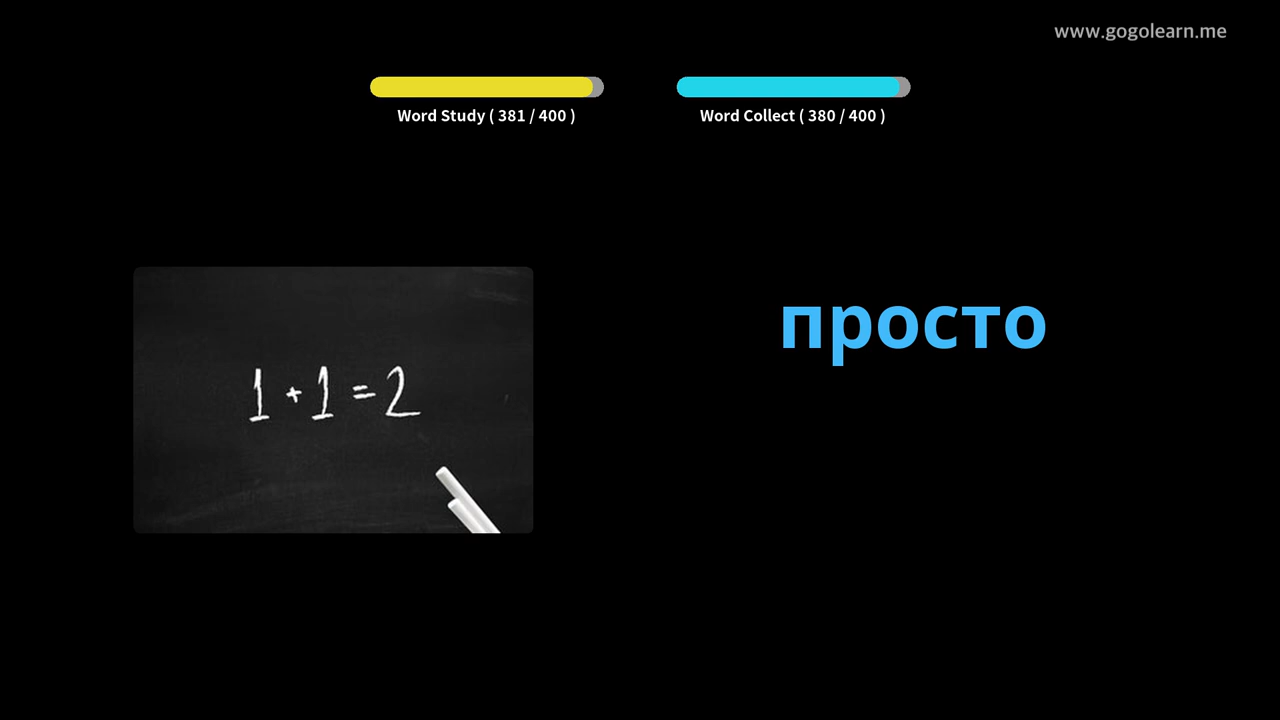 www.gogolearn.me
Word Study ( 381 / 400 )
Word Collect ( 380 / 400 )
просто
1 + 1 = 2